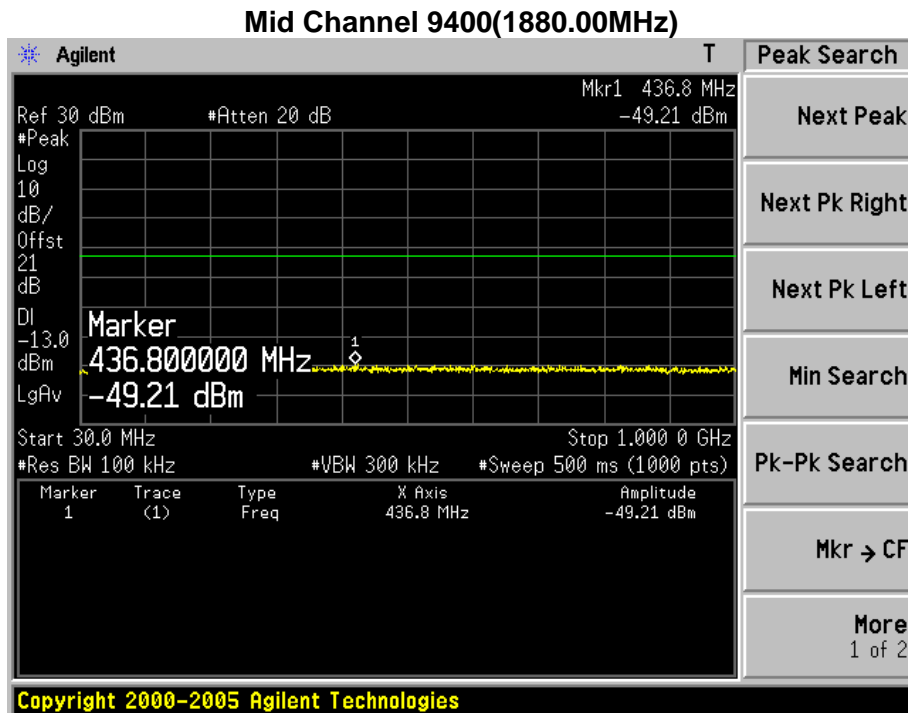 Mid Channel 9400(1880.00MHz)
Agilent T
Peak Search
Mkr1 436.8 MHz
Ref 30 dBm #Atten 20 dB -49.21 dBm
#Peak
Log
10
dB/
Offst
21
dB
DI
-13.0
dBm
LgAv
Marker
436.800000 MHz
-49.21 dBm
1
Start 30.0 MHz Stop 1.000 0 GHz
#Res BW 100 kHz #VBW 300 kHz #Sweep 500 ms (1000 pts)
Marker Trace Type X Axis Amplitude
1 (1) Freq 436.8 MHz -49.21 dBm
Next Peak
Next Pk Right
Next Pk Left
Min Search
Pk-Pk Search
Mkr → CF
More
1 of 2
Copyright 2000-2005 Agilent Technologies